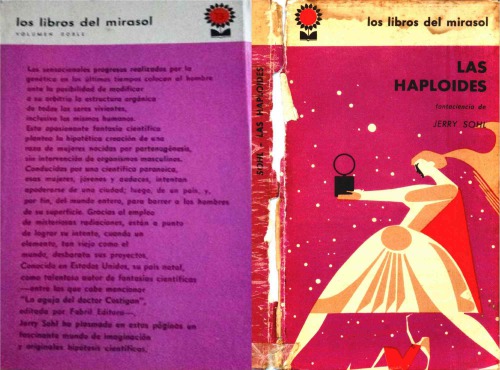 los libros del mirasol
VOLUMEN DOBLE
Los sensacionales progresos realizados por la
genética en los últimos tiempos colocan al hombre
ante la posibilidad de modificar
a su arbitrio la estructura orgánica
de todos los seres vivientes,
inclusive los mismos humanos.
Esta apasionante fantasía científica
plantea la hipotética creación de una
raza de mujeres nacidas por partenogénesis,
sin intervención de organismos masculinos.
Conducidas por una científica paranoica,
esas mujeres, jóvenes y audaces, intentan
apoderarse de una ciudad; luego, de un país, y,
por fin, del mundo entero, para barrer a los hombres
de su superficie. Gracias al empleo
de misteriosas radiaciones, están a punto
de lograr su intento, cuando un
elemento, tan viejo como el
mundo, desbarata sus proyectos.
Conocido en Estados Unidos, su país natal,
como talentoso autor de fantasías científicas
—entre las que cabe mencionar
"La aguja del doctor Costigan",
editada por Fabril Editora—,
Jerry Sohl ha plasmado en estas páginas un
fascinante mundo de imaginación
y originales hipótesis científicas.
SOHL / LAS HAPLOIDES
los libros del mirasol
LAS
HAPLOIDES
fantaciencia de
JERRY SOHL